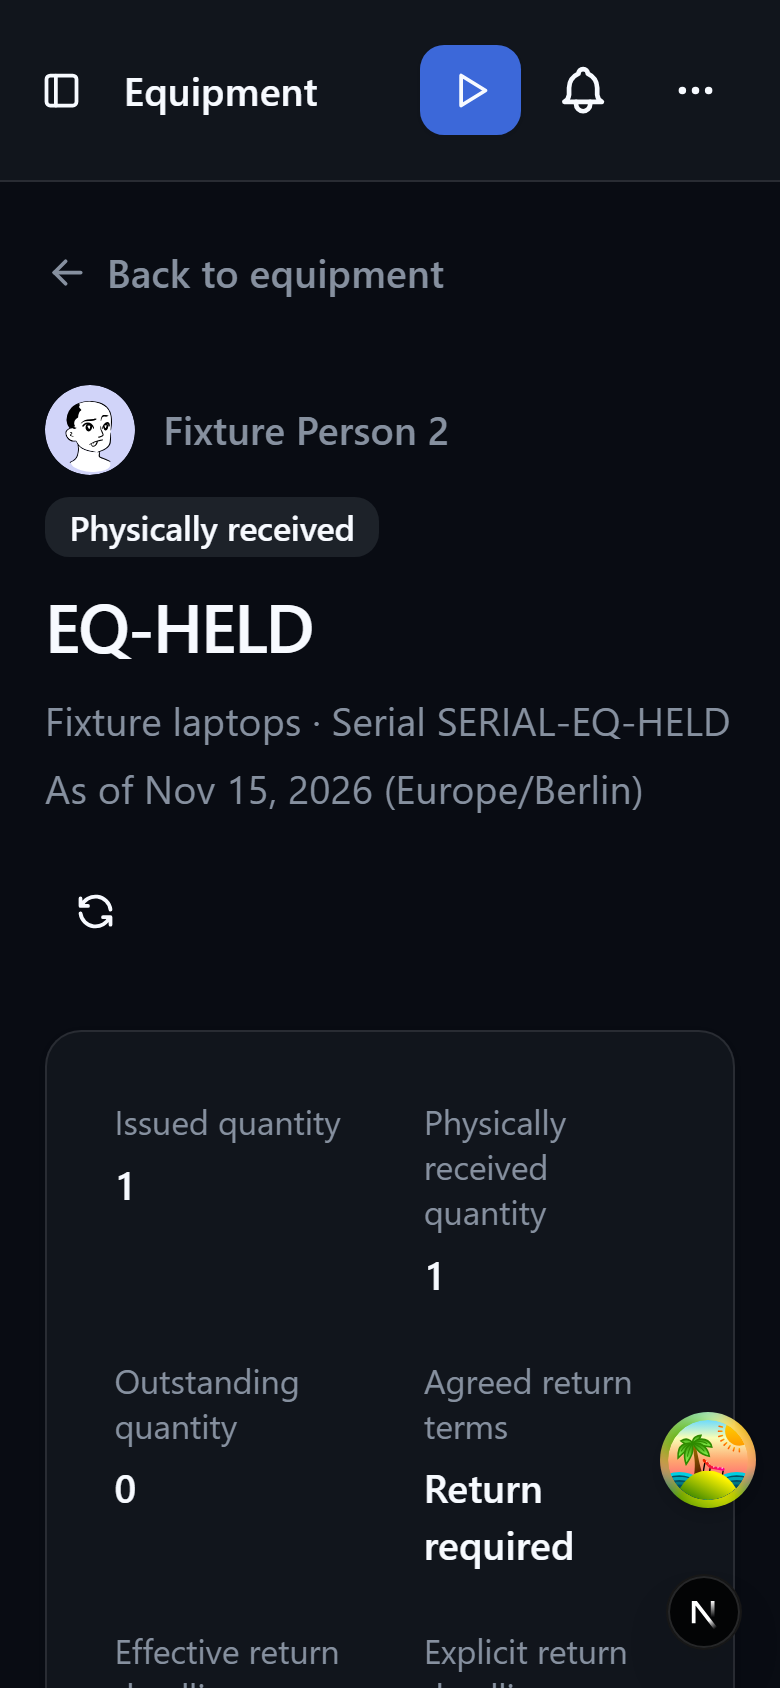 Equipment
Back to equipment
Fixture Person 2
Physically received
EQ-HELD
Fixture laptops · Serial SERIAL-EQ-HELD
As of Nov 15, 2026 (Europe/Berlin)
Issued quantity
1
Physically
received
quantity
1
Outstanding
quantity
0
Agreed return
terms
Return
required
Effective return
Explicit return